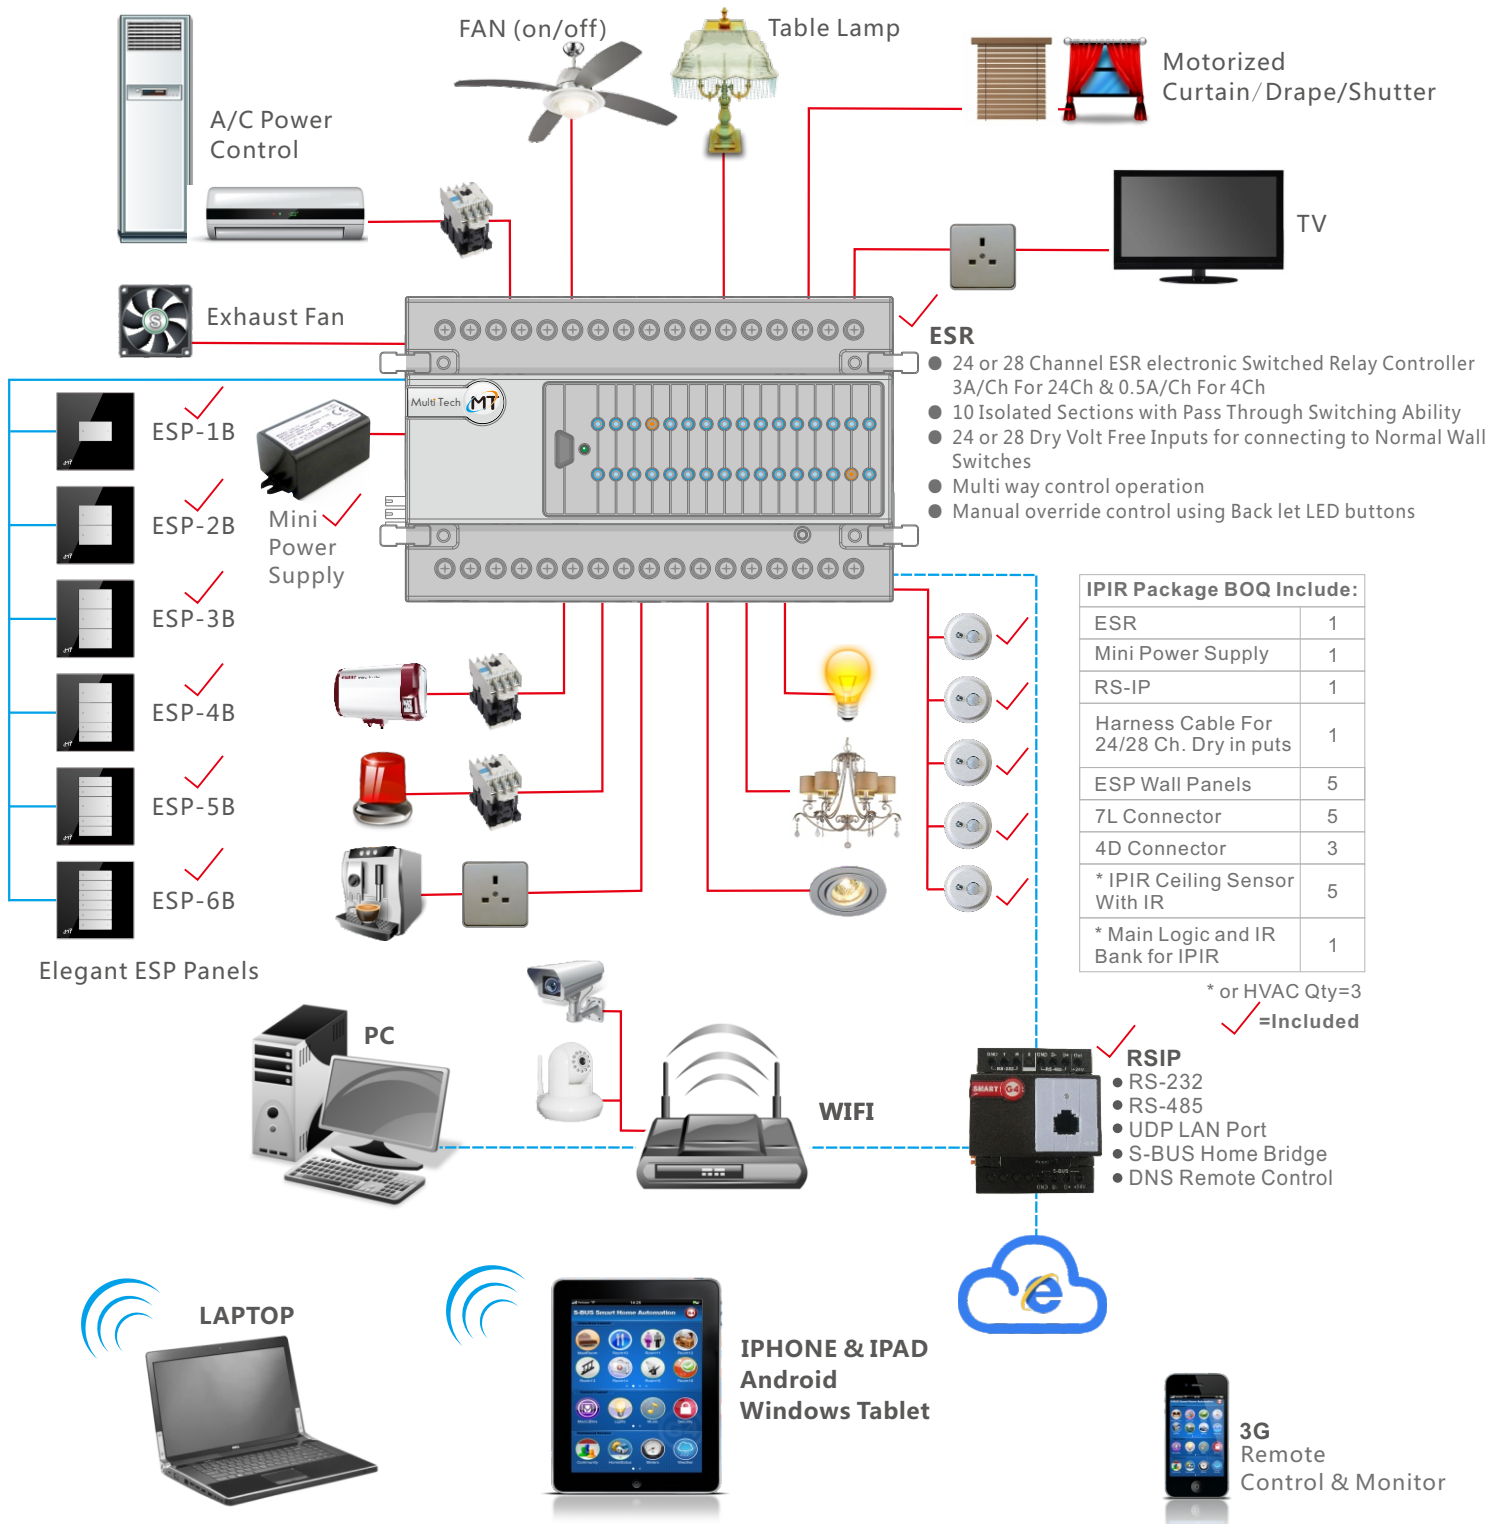 FAN (on/off)
Table Lamp
Motorized
Curtain/Drape/Shutter
A/C Power
Control
TV
Exhaust Fan
ESR
● 24 or 28 Channel ESR electronic Switched Relay Controller
3A/Ch For 24Ch & 0.5A/Ch For 4Ch
● 10 Isolated Sections with Pass Through Switching Ability
● 24 or 28 Dry Volt Free Inputs for connecting to Normal Wall
Switches
● Multi way control operation
● Manual override control using Back let LED buttons
Multi Tech MT
ESP-1B
ESP-2B
ESP-3B
ESP-4B
ESP-5B
ESP-6B
Elegant ESP Panels
Mini
Power
Supply
IPIR Package BOQ Include:
ESR 1
Mini Power Supply 1
RS-IP 1
Harness Cable For
24/28 Ch. Dry in puts 1
ESP Wall Panels 5
7L Connector 5
4D Connector 3
* IPIR Ceiling Sensor
With IR 5
* Main Logic and IR
Bank for IPIR 1
* or HVAC Qty=3
=Included
PC
WIFI
SMART G4
RSIP
● RS-232
● RS-485
● UDP LAN Port
● S-BUS Home Bridge
● DNS Remote Control
LAPTOP
S-BUS Smart Home Automation
IPHONE & IPAD
Android
Windows Tablet
3G
Remote
Control & Monitor